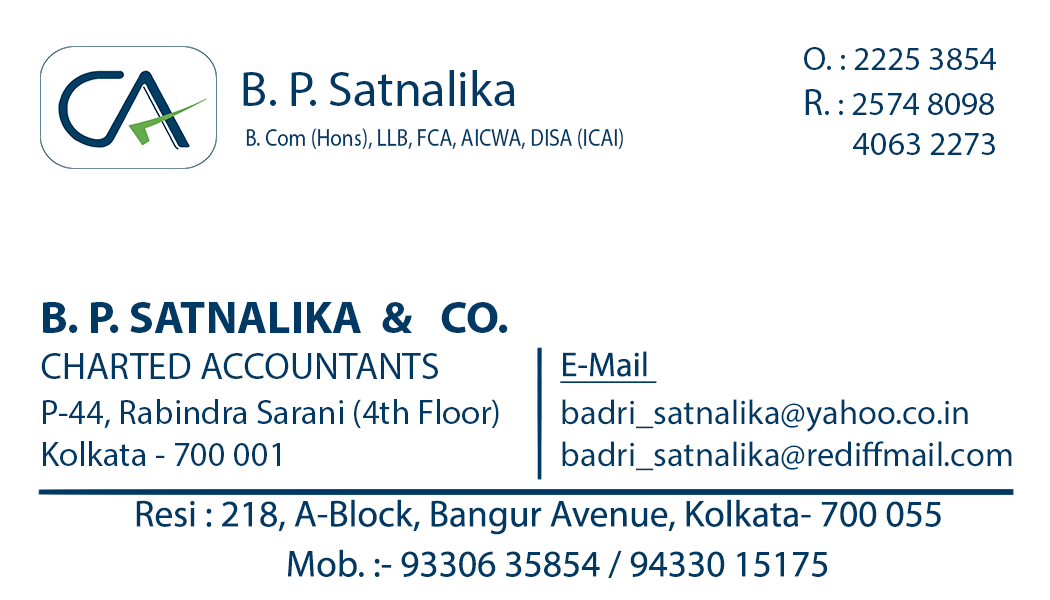 CA
B. P. Satnalika
B. Com (Hons), LLB, FCA, AICWA, DISA (ICAI)
O. : 2225 3854
R. : 2574 8098
4063 2273
B. P. SATNALIKA & CO.
CHARTED ACCOUNTANTS
P-44, Rabindra Sarani (4th Floor)
Kolkata - 700 001
E-Mail
badri_satnalika@yahoo.co.in
badri_satnalika@rediffmail.com
Resi : 218, A-Block, Bangur Avenue, Kolkata- 700 055
Mob. :- 93306 35854 / 94330 15175